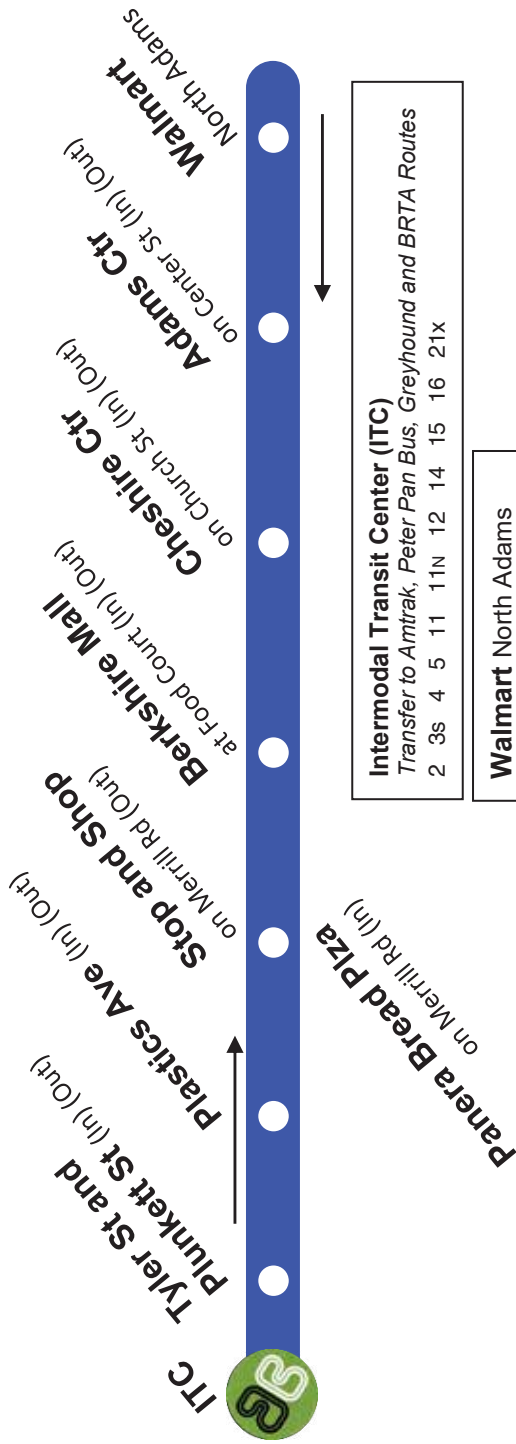 ITC
Tyler St and
Plunkett St (In) (Out)
Plastics Ave (In) (Out)
Stop and Shop
on Merrill Rd (Out)
Panera Bread Plza
on Merrill Rd (In)
Berkshire Mall
at Food Court (In) (Out)
Cheshire Ctr
on Church St (In) (Out)
Adams Ctr
on Center St (In) (Out)
Walmart
North Adams
Intermodal Transit Center (ITC)
Transfer to Amtrak, Peter Pan Bus, Greyhound and BRTA Routes
2 3s 4 5 11 11N 12 14 15 16 21x
Walmart North Adams